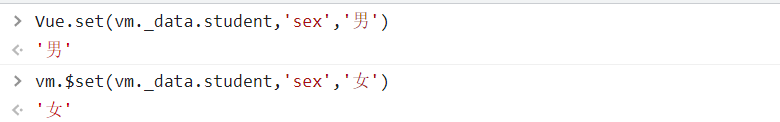 > Vue.set(vm._data.student,'sex','男')
'男'
> vm.$set(vm._data.student,'sex','女')
'女'